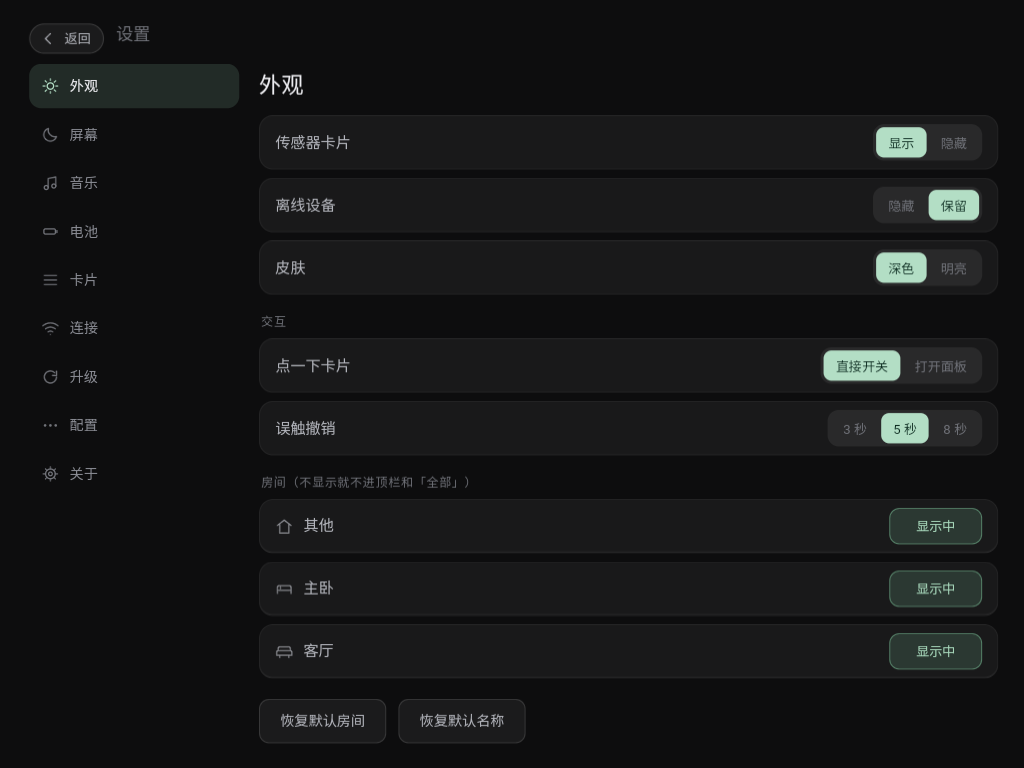 返回 设置
外观
屏幕
音乐
电池
卡片
连接
升级
配置
关于
外观
传感器卡片 显示 隐藏
离线设备 隐藏 保留
皮肤 深色 明亮
交互
点一下卡片 直接开关 打开面板
误触撤销 3 秒 5 秒 8 秒
房间（不显示就不进顶栏和「全部」）
其他 显示中
主卧 显示中
客厅 显示中
恢复默认房间 恢复默认名称